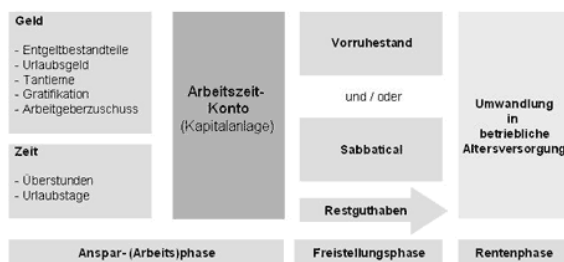 Geld
- Entgeltbestandteile
- Urlaubsgeld
- Tantieme
- Gratifikation
- Arbeitgeberzuschuss
Zeit
- Überstunden
- Urlaubstage
Arbeitszeit-
Konto
(Kapitalanlage)
Vorruhestand
und / oder
Sabbatical
Restguthaben
Umwandlung
in
betriebliche
Altersversorgung
Anspar- (Arbeits)phase
Freistellungsphase
Rentenphase